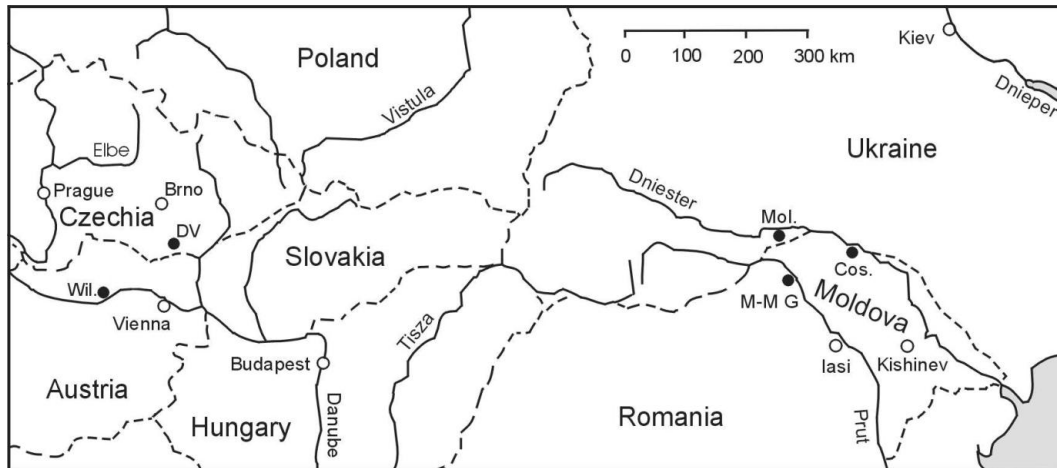 Poland
0 100 200 300 km
Kiev
Dnieper
Vistula
Ukraine
Elbe
Prague
Brno
Czechia
DV
Dniester
Mol.
Slovakia
Cos.
Wil.
Vienna
M-M G
Moldova
Tisza
Budapest
Iasi
Kishinev
Austria
Hungary
Danube
Romania
Prut